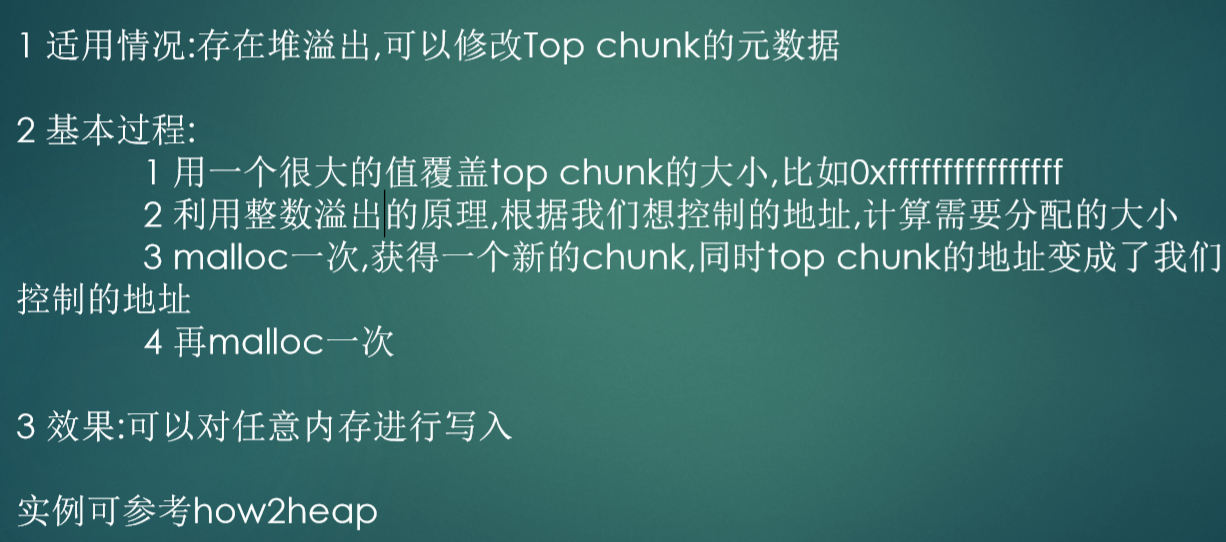 1 适用情况:存在堆溢出,可以修改Top chunk的元数据
2 基本过程:
1 用一个很大的值覆盖top chunk的大小,比如0xffffffffffffffff
2 利用整数溢出的原理,根据我们想控制的地址,计算需要分配的大小
3 malloc一次,获得一个新的chunk,同时top chunk的地址变成了我们
控制的地址
4 再malloc一次
3 效果:可以对任意内存进行写入
实例可参考how2heap